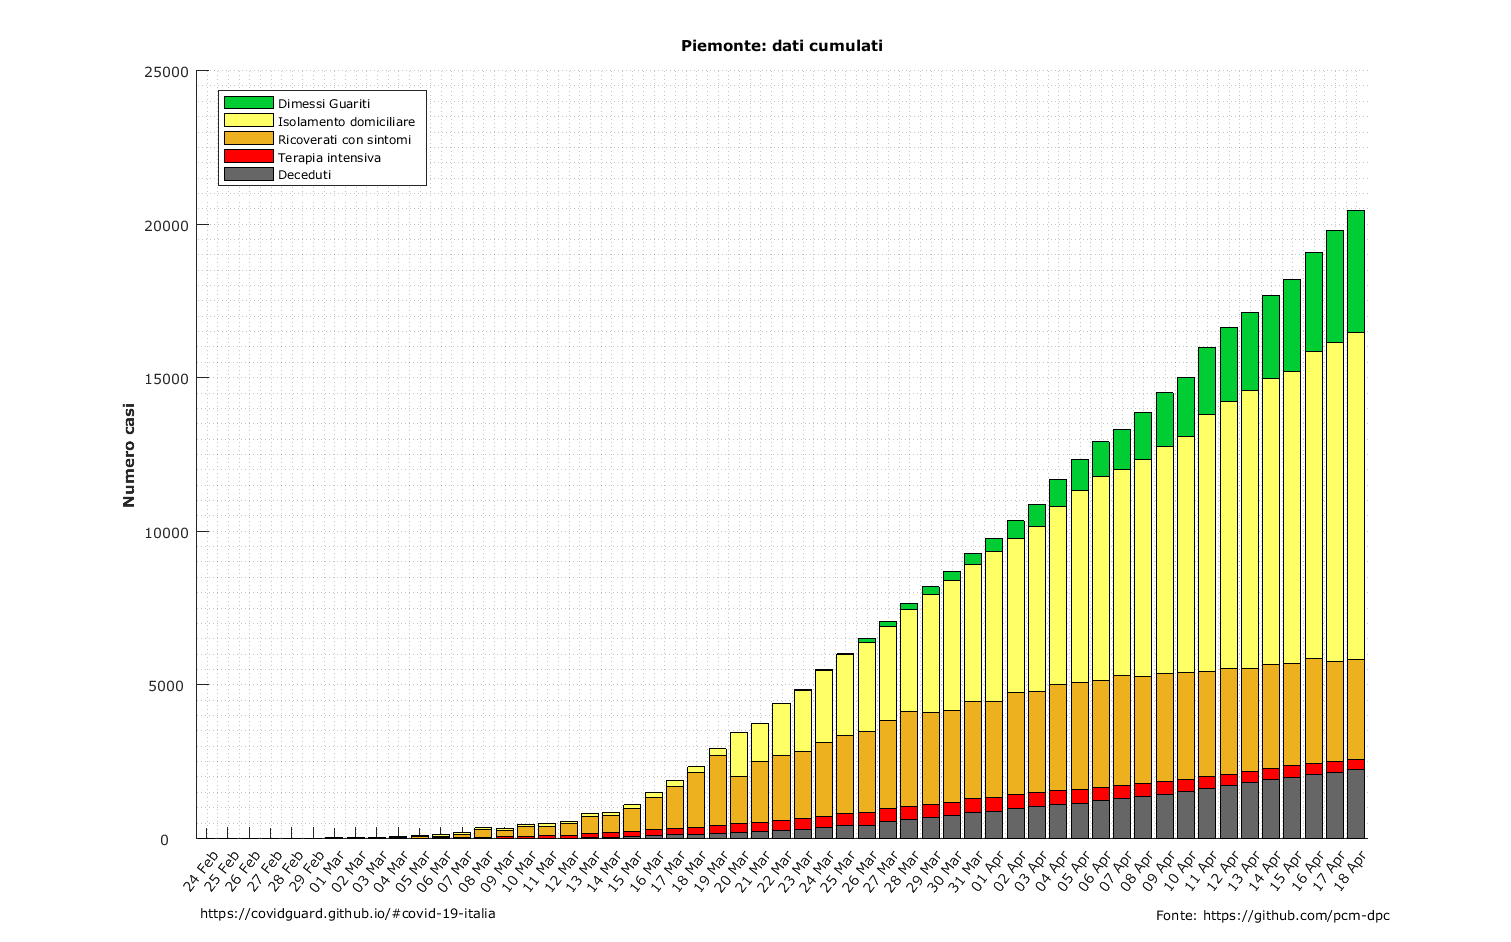 Piemonte: dati cumulati
25000
20000
15000
10000
5000
0
Numero casi
Dimessi Guariti
Isolamento domiciliare
Ricoverati con sintomi
Terapia intensiva
Deceduti
24 Feb
25 Feb
26 Feb
27 Feb
28 Feb
29 Feb
01 Mar
02 Mar
03 Mar
04 Mar
05 Mar
06 Mar
07 Mar
08 Mar
09 Mar
10 Mar
11 Mar
12 Mar
13 Mar
14 Mar
15 Mar
16 Mar
17 Mar
18 Mar
19 Mar
20 Mar
21 Mar
22 Mar
23 Mar
24 Mar
25 Mar
26 Mar
27 Mar
28 Mar
29 Mar
30 Mar
31 Mar
01 Apr
02 Apr
03 Apr
04 Apr
05 Apr
06 Apr
07 Apr
08 Apr
09 Apr
10 Apr
11 Apr
12 Apr
13 Apr
14 Apr
15 Apr
16 Apr
17 Apr
18 Apr
https://covidguard.github.io/#covid-19-italia
Fonte: https://github.com/pcm-dpc